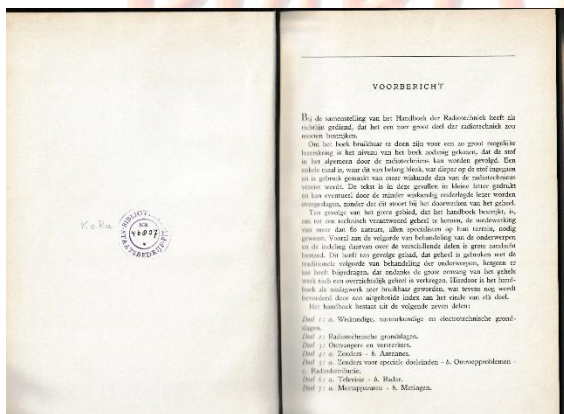 KoRa
BIBLIOT
NR
STAATSBEDRIJF
VOORBERICHT
Bij de samenstelling van het Handboek der Radiotechniek heeft als
richtlijn gediend, dat het een zeer groot deel der radiotechniek zou
moeten bestrijken.
Om het boek bruikbaar te doen zijn voor een zo groot mogelijke
lezerskring is het niveau van het boek zodanig gekozen, dat de stof
in het algemeen door de radiotechnicus kan worden gevolgd. Een
enkele maal is, waar dit van belang bleek, wat dieper op de stof ingegaan
en is gebruik gemaakt van meer wiskunde dan van de radiotechnicus
vereist wordt. De tekst is in deze gevallen in kleine letter gedrukt
en kan eventueel door de minder wiskundig onderlegde lezer worden
overgeslagen, zonder dat dit stoort bij het doorwerken van het geheel.
Ten gevolge van het grote gebied, dat het handboek bestrijkt, is,
om tot een technisch verantwoord geheel te komen, de medewerking
van meer dan 60 auteurs, allen specialisten op hun terrein, nodig
geweest. Vooral aan de volgorde van behandeling van de onderwerpen
en de indeling daarvan over de verschillende delen is grote aandacht
besteed. Dit heeft ten gevolge gehad, dat geheel is gebroken met de
traditionele volgorde van behandeling der onderwerpen, hetgeen er
toe heeft bijgedragen, dat ondanks de grote omvang van het gehele
werk toch een overzichtelijk geheel is verkregen. Hierdoor is het hand-
boek als naslagwerk zeer bruikbaar geworden, wat tevens nog wordt
bevorderd door een uitgebreide index aan het einde van elk deel.
Het handboek bestaat uit de volgende zeven delen:
Deel 1: a. Wiskundige, natuurkundige en electrotechnische grond-
slagen.
Deel 2: Radiotechnische grondslagen.
Deel 3: Ontvangers en versterkers.
Deel 4: a. Zenders - b. Antennes.
Deel 5: a. Zenders voor speciale doeleinden - b. Omroepproblemen -
c. Radiodistributie.
Deel 6: a. Televisie - b. Radar.
Deel 7: a. Meetapparaten - b. Metingen.